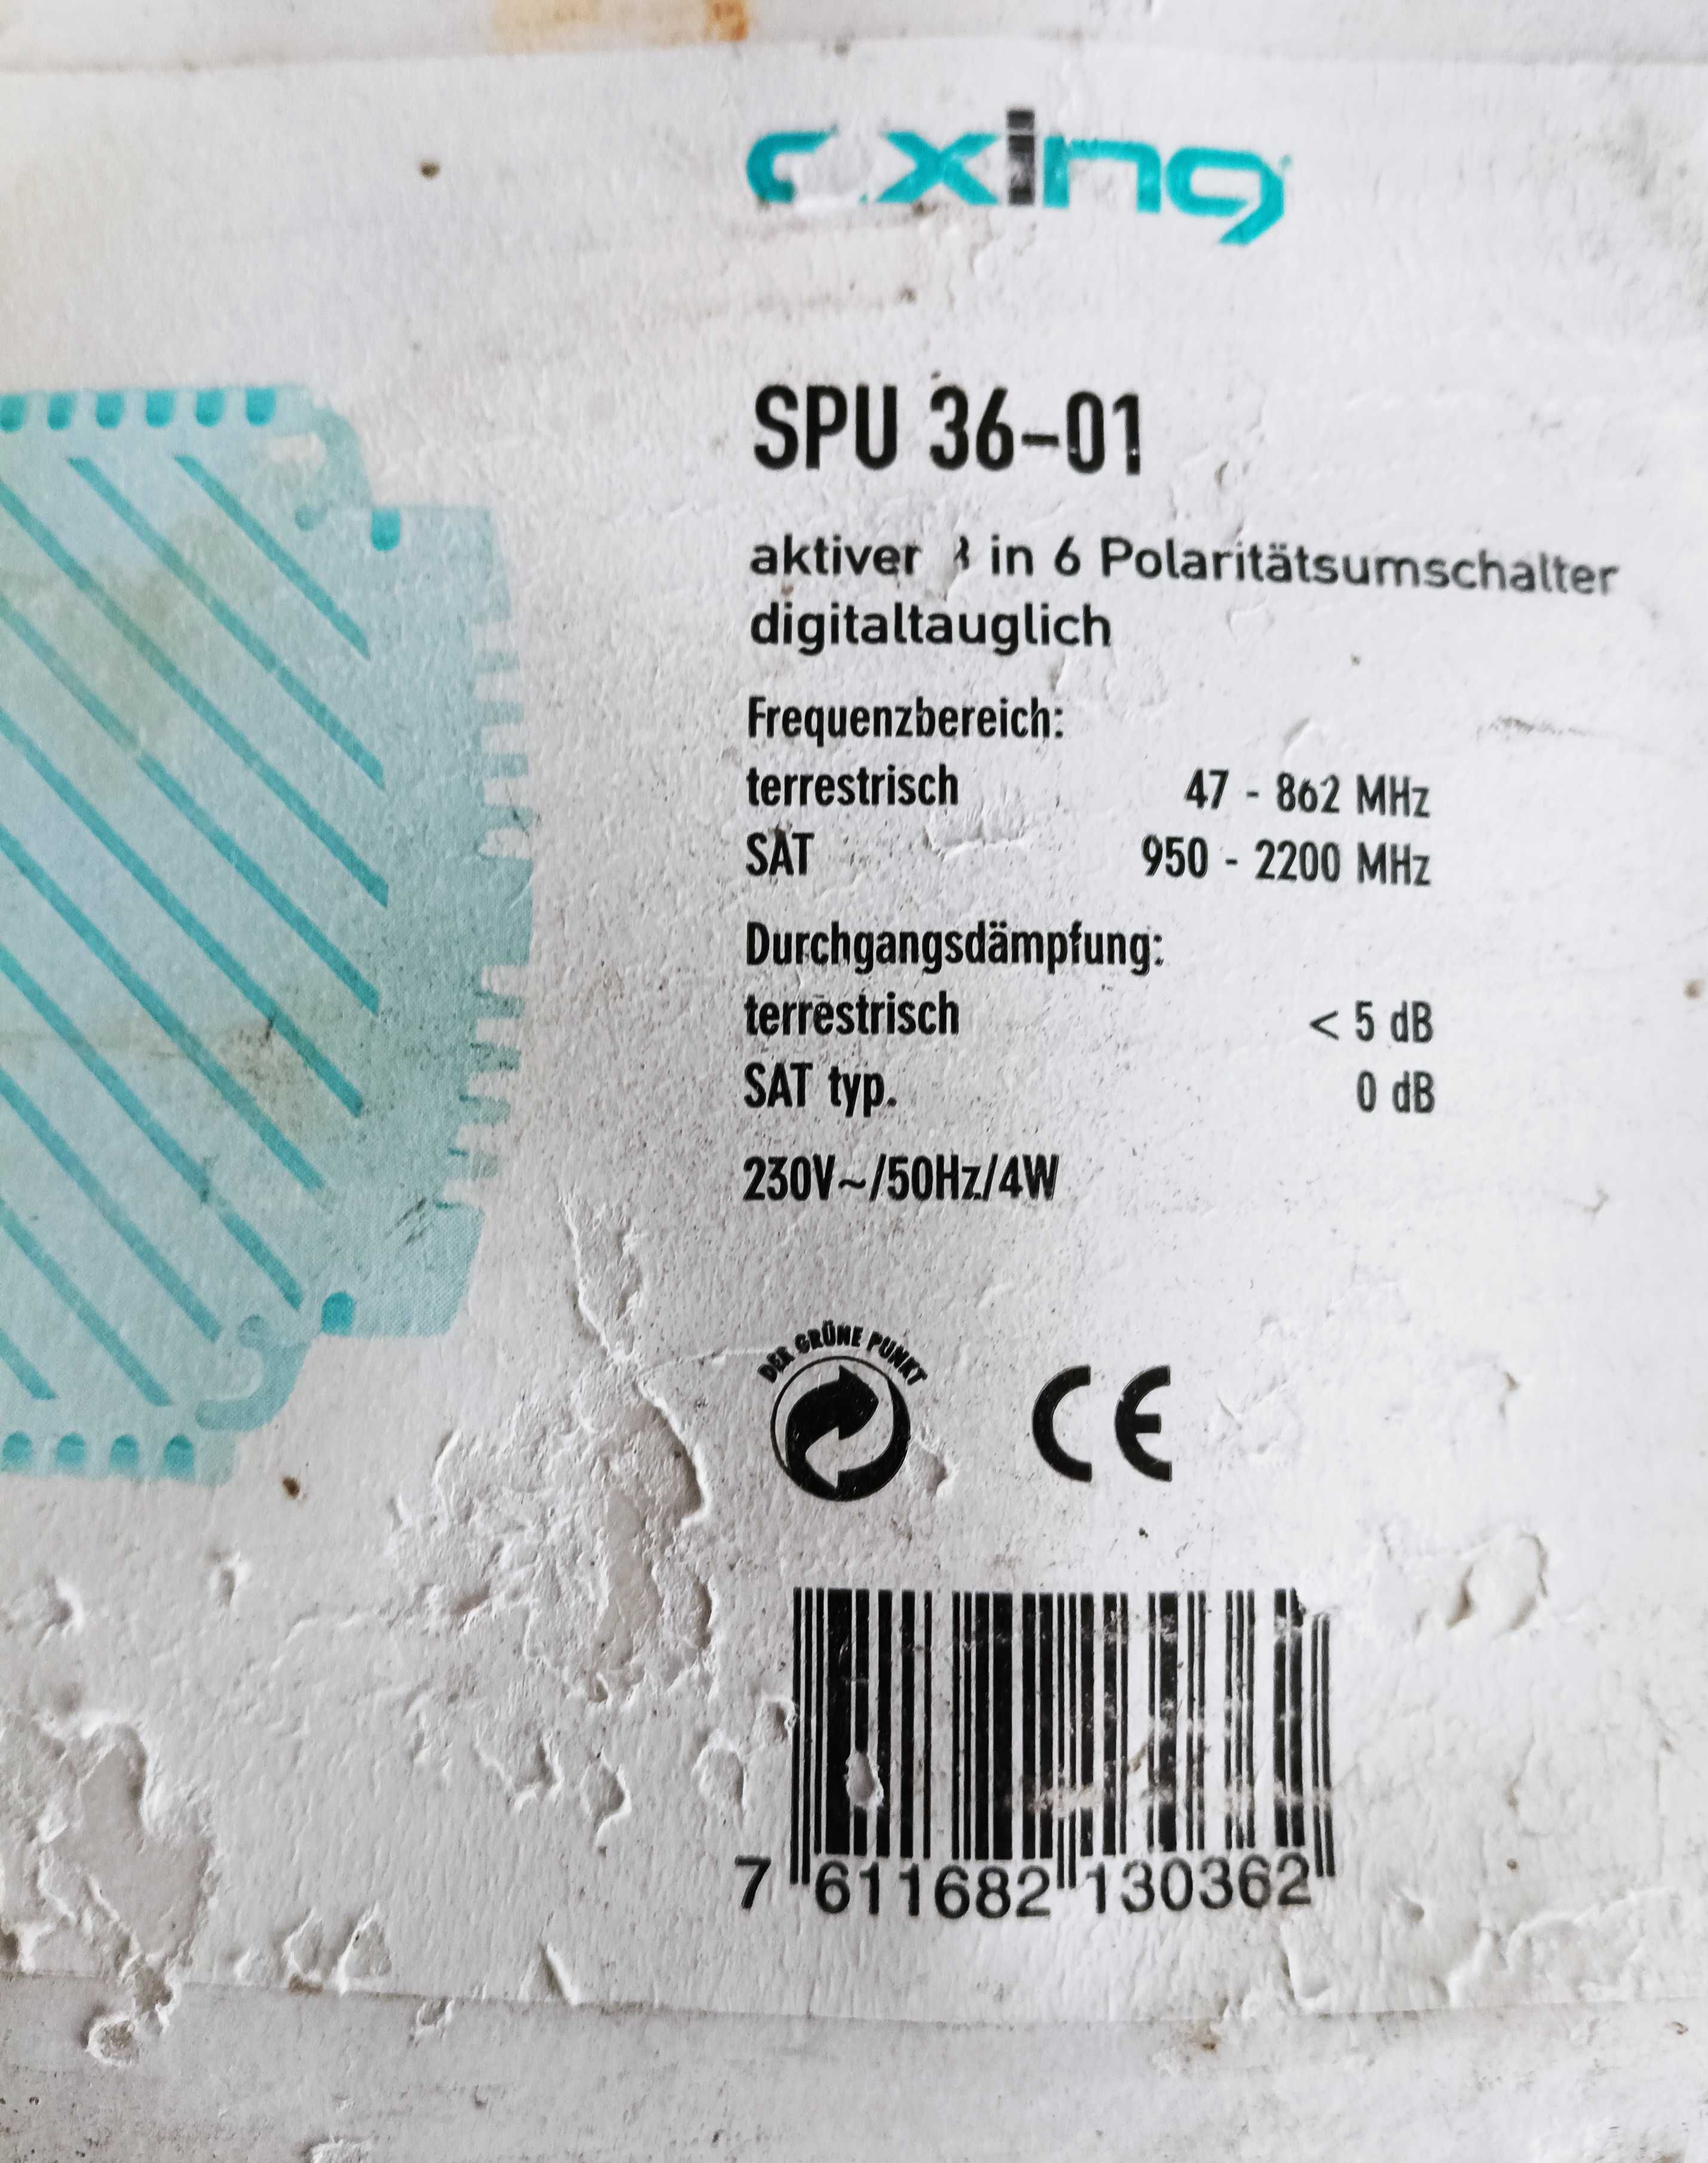 axing
SPU 36-01
aktiver 3 in 6 Polaritätsumschalter
digitaltauglich
Frequenzbereich:
terrestrisch 47 - 862 MHz
SAT 950 - 2200 MHz
Durchgangsdämpfung:
terrestrisch < 5 dB
SAT typ. 0 dB
230V~/50Hz/4W
DER GRÜNE PUNKT
CE
7 611682 130362